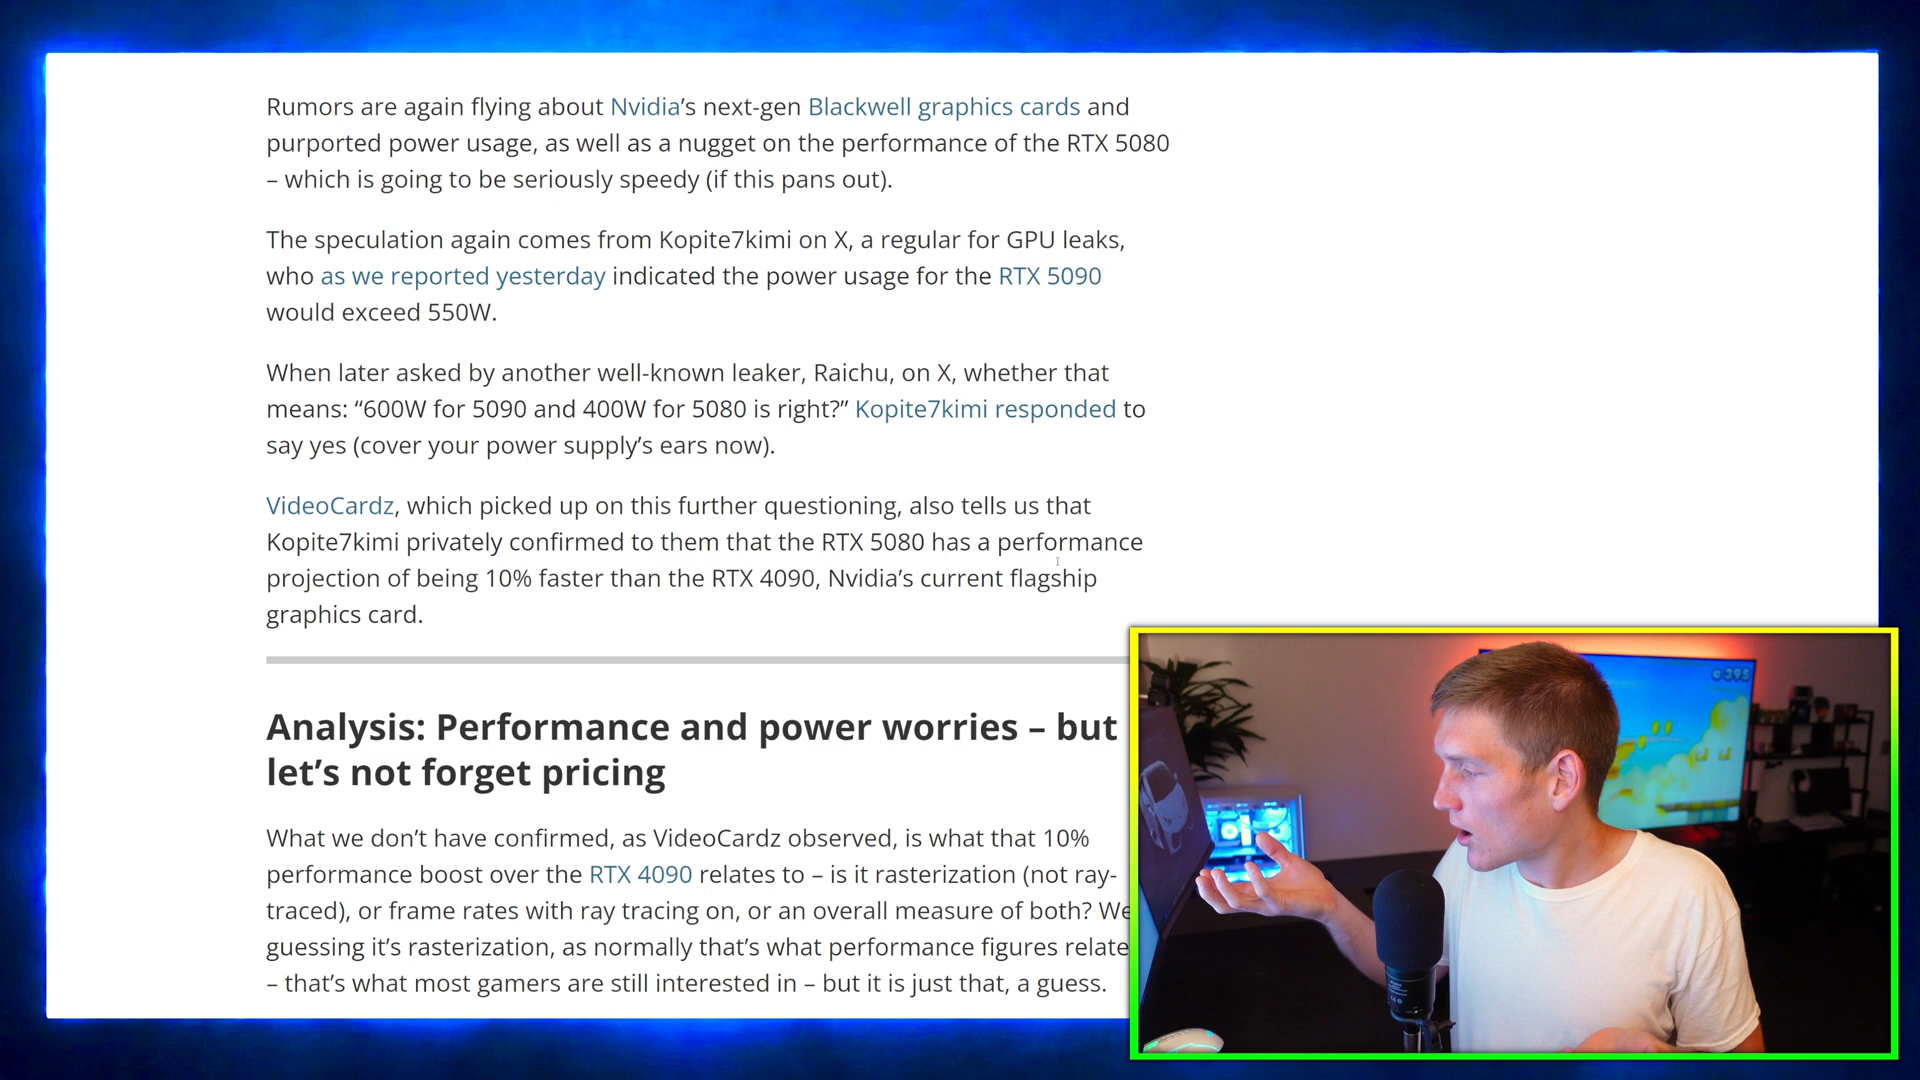 Rumors are again flying about Nvidia’s next-gen Blackwell graphics cards and
purported power usage, as well as a nugget on the performance of the RTX 5080
– which is going to be seriously speedy (if this pans out).
The speculation again comes from Kopite7kimi on X, a regular for GPU leaks,
who as we reported yesterday indicated the power usage for the RTX 5090
would exceed 550W.
When later asked by another well-known leaker, Raichu, on X, whether that
means: “600W for 5090 and 400W for 5080 is right?” Kopite7kimi responded to
say yes (cover your power supply’s ears now).
VideoCardz, which picked up on this further questioning, also tells us that
Kopite7kimi privately confirmed to them that the RTX 5080 has a performance
projection of being 10% faster than the RTX 4090, Nvidia’s current flagship
graphics card.
Analysis: Performance and power worries – but
let’s not forget pricing
What we don’t have confirmed, as VideoCardz observed, is what that 10%
performance boost over the RTX 4090 relates to – is it rasterization (not ray-
traced), or frame rates with ray tracing on, or an overall measure of both? We
guessing it’s rasterization, as normally that’s what performance figures relate
– that’s what most gamers are still interested in – but it is just that, a guess.
395